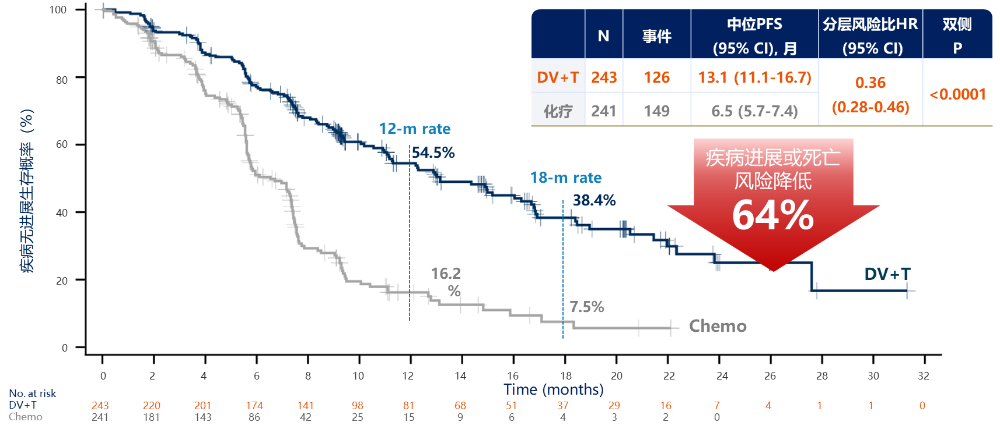 100
80
60
40
20
0
疾病无进展生存概率 (%)
N
事件
中位PFS
(95% CI), 月
分层风险比HR
(95% CI)
双侧
P
DV+T
243
126
13.1 (11.1-16.7)
0.36
(0.28-0.46)
<0.0001
化疗
241
149
6.5 (5.7-7.4)
12-m rate
54.5%
18-m rate
38.4%
疾病进展或死亡
风险降低
64%
16.2
%
7.5%
DV+T
Chemo
0 2 4 6 8 10 12 14 16 18 20 22 24 26 28 30 32
Time (months)
No. at risk
DV+T 243 220 201 174 141 98 81 68 51 37 29 16 7 4 1 1 0
Chemo 241 181 143 86 42 25 15 9 6 4 3 2 0